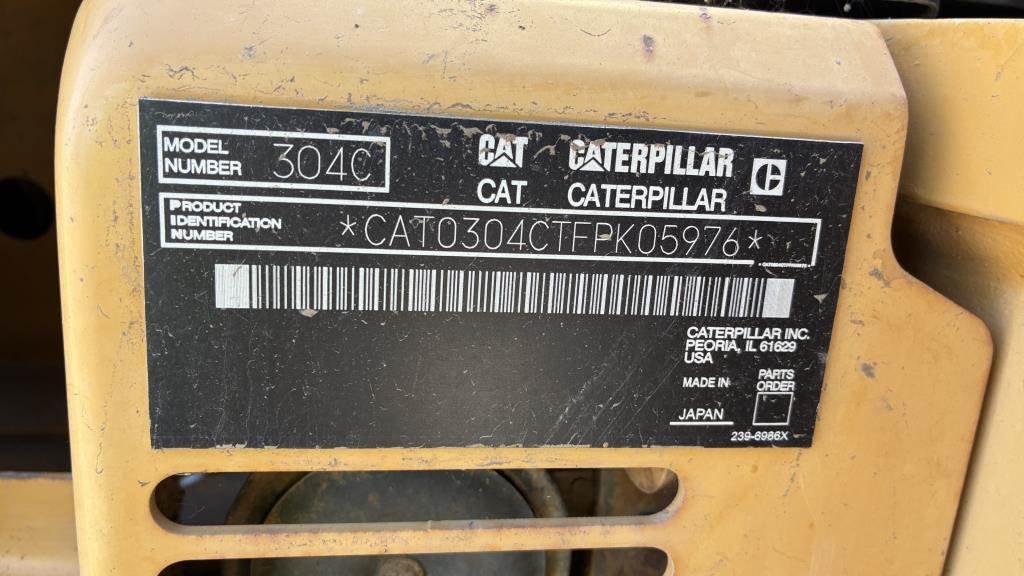 MODEL
NUMBER
304C
CAT CATERPILLAR C
CAT CATERPILLAR
PRODUCT
IDENTIFICATION
NUMBER
*CAT0304CTFPK05976*
CATERPILLAR INC.
PEORIA, IL 61629
USA
MADE IN
JAPAN
PARTS
ORDER
239-6986X